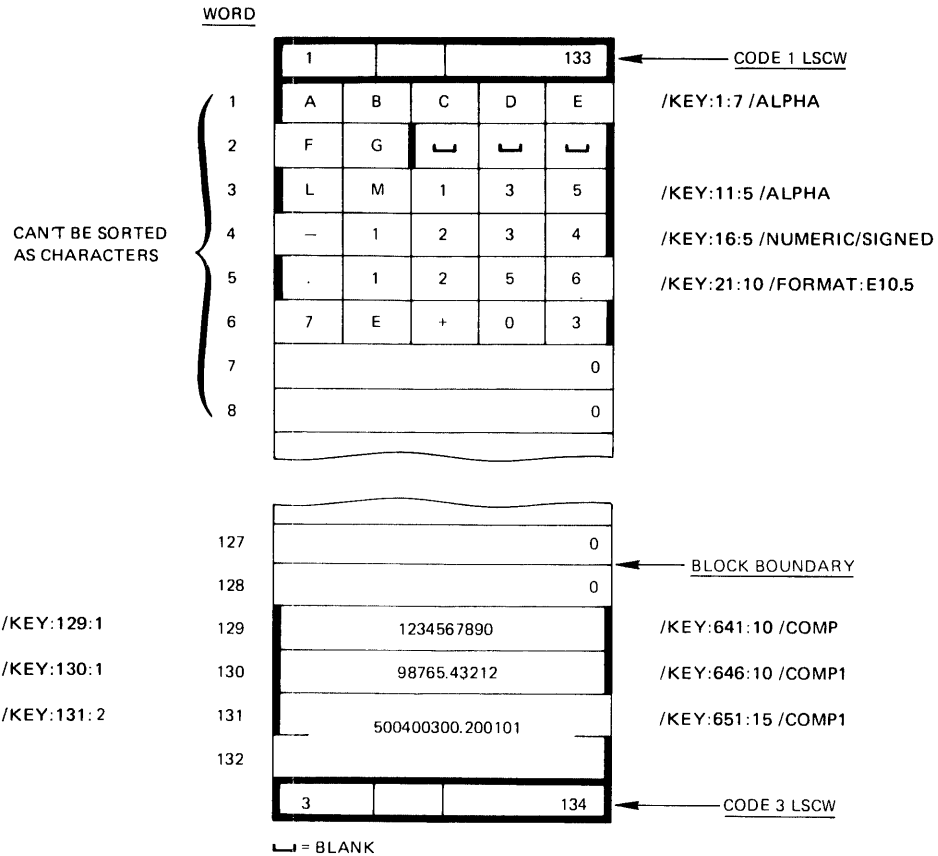 WORD
1 133 CODE 1 LSCW
1 A B C D E /KEY:1:7 /ALPHA
2 F G ⎵ ⎵ ⎵
3 L M 1 3 5 /KEY:11:5 /ALPHA
4 – 1 2 3 4 /KEY:16:5 /NUMERIC/SIGNED
CAN'T BE SORTED
AS CHARACTERS
5 . 1 2 5 6 /KEY:21:10 /FORMAT:E10.5
6 7 E + 0 3
7 0
8 0
127 0
BLOCK BOUNDARY
128 0
/KEY:129:1 129 1234567890 /KEY:641:10 /COMP
/KEY:130:1 130 98765.43212 /KEY:646:10 /COMP1
/KEY:131:2 131 500400300.200101 /KEY:651:15 /COMP1
132
3 134 CODE 3 LSCW
⎵ = BLANK